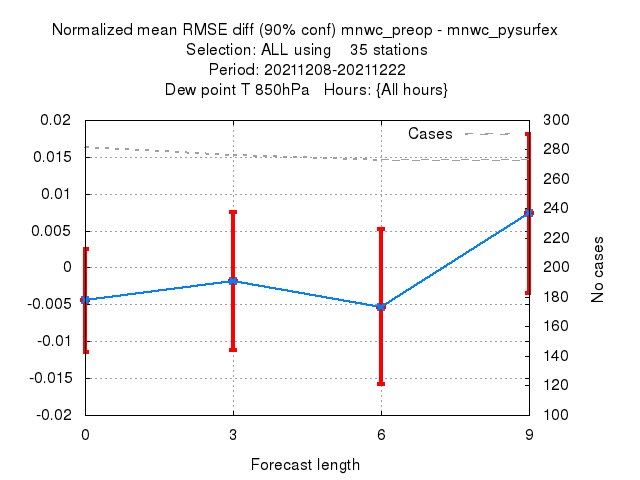 Normalized mean RMSE diff (90% conf) mnwc_preop - mnwc_pysurfex
Selection: ALL using    35 stations
Period: 20211208-20211222
Dew point T 850hPa   Hours: {All hours}
0.02
0.015
0.01
0.005
0
-0.005
-0.01
-0.015
-0.02
Cases
300
280
260
240
220
200
180
160
140
120
100
No cases
0 3 6 9
Forecast length